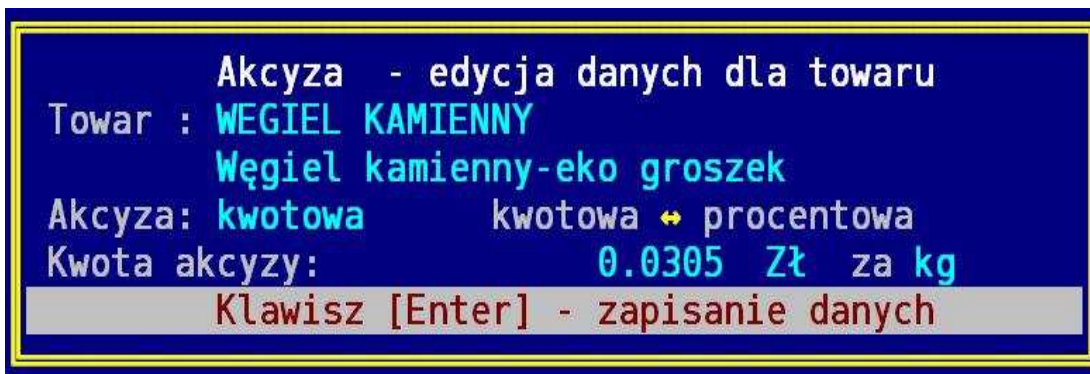 Akcyza - edycja danych dla towaru
Towar : WEGIEL KAMIENNY
Węgiel kamienny-eko groszek
Akcyza: kwotowa kwotowa ↔ procentowa
Kwota akcyzy: 0.0305 Zł za kg
Klawisz [Enter] - zapisanie danych